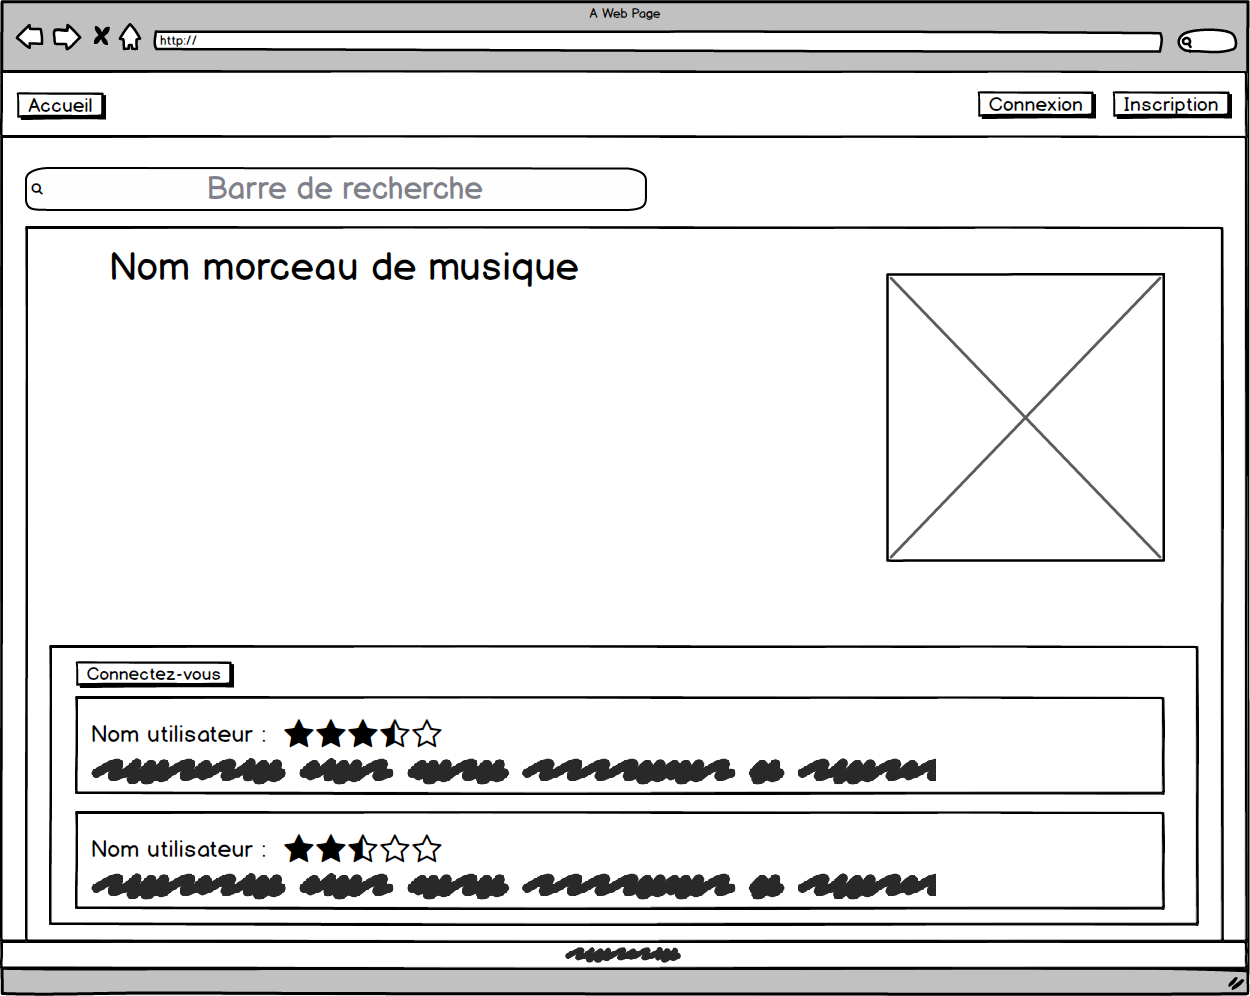 A Web Page
http://
Accueil
Connexion
Inscription
Barre de recherche
Nom morceau de musique
Connectez-vous
Nom utilisateur :
Nom utilisateur :